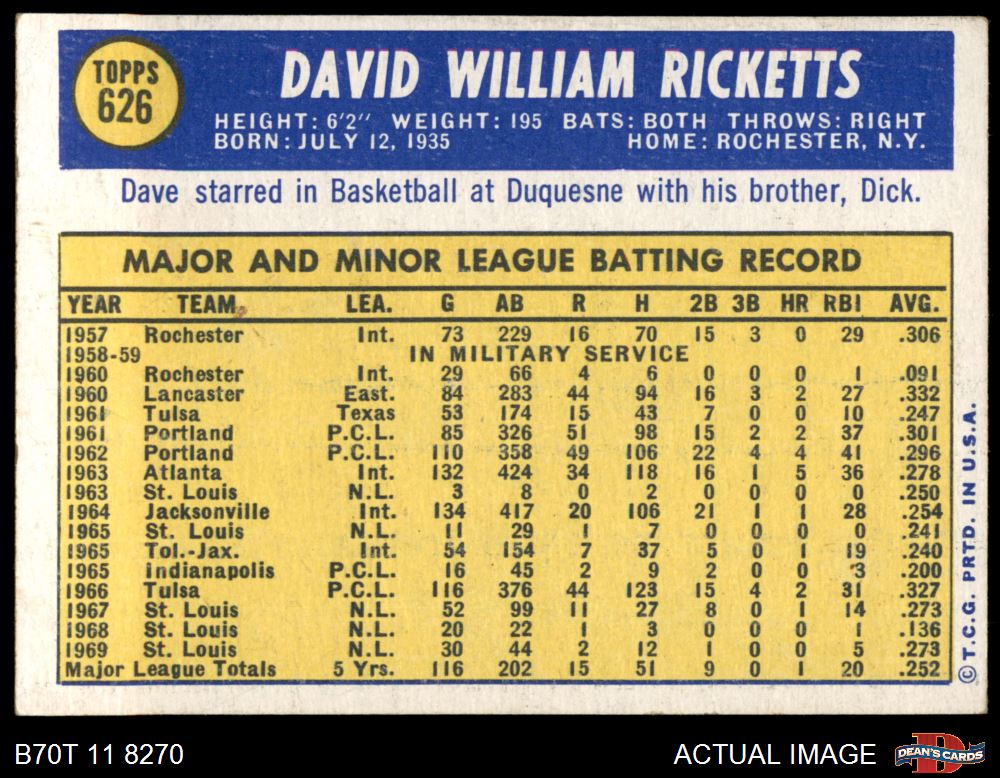 TOPPS
626
DAVID WILLIAM RICKETTS
HEIGHT: 6'2" WEIGHT: 195 BATS: BOTH THROWS: RIGHT
BORN: JULY 12, 1935 HOME: ROCHESTER, N.Y.
Dave starred in Basketball at Duquesne with his brother, Dick.
MAJOR AND MINOR LEAGUE BATTING RECORD
YEAR TEAM LEA. G AB R H 2B 3B HR RBI AVG.
1957 Rochester Int. 73 229 16 70 15 3 0 29 .306
1958-59 IN MILITARY SERVICE
1960 Rochester Int. 29 66 4 6 0 0 0 1 .091
1960 Lancaster East. 84 283 44 94 16 3 2 27 .332
1961 Tulsa Texas 53 174 15 43 7 0 0 10 .247
1961 Portland P.C.L. 85 326 51 98 15 2 2 37 .301
1962 Portland P.C.L. 110 358 49 106 22 4 4 41 .296
1963 Atlanta Int. 132 424 34 118 16 1 5 36 .278
1963 St. Louis N.L. 3 8 0 2 0 0 0 0 .250
1964 Jacksonville Int. 134 417 20 106 21 1 1 28 .254
1965 St. Louis N.L. 11 29 1 7 0 0 0 0 .241
1965 Tol.-Jax. Int. 54 154 7 37 5 0 1 19 .240
1965 Indianapolis P.C.L. 16 45 2 9 2 0 0 3 .200
1966 Tulsa P.C.L. 116 376 44 123 15 4 2 31 .327
1967 St. Louis N.L. 52 99 11 27 8 0 1 14 .273
1968 St. Louis N.L. 20 22 1 3 0 0 0 1 .136
1969 St. Louis N.L. 30 44 2 12 1 0 0 5 .273
Major League Totals 5 Yrs. 116 202 15 51 9 0 1 20 .252
© T.C.G. PRTD. IN U.S.A.
B70T 11 8270 ACTUAL IMAGE
D
DEAN'S CARDS